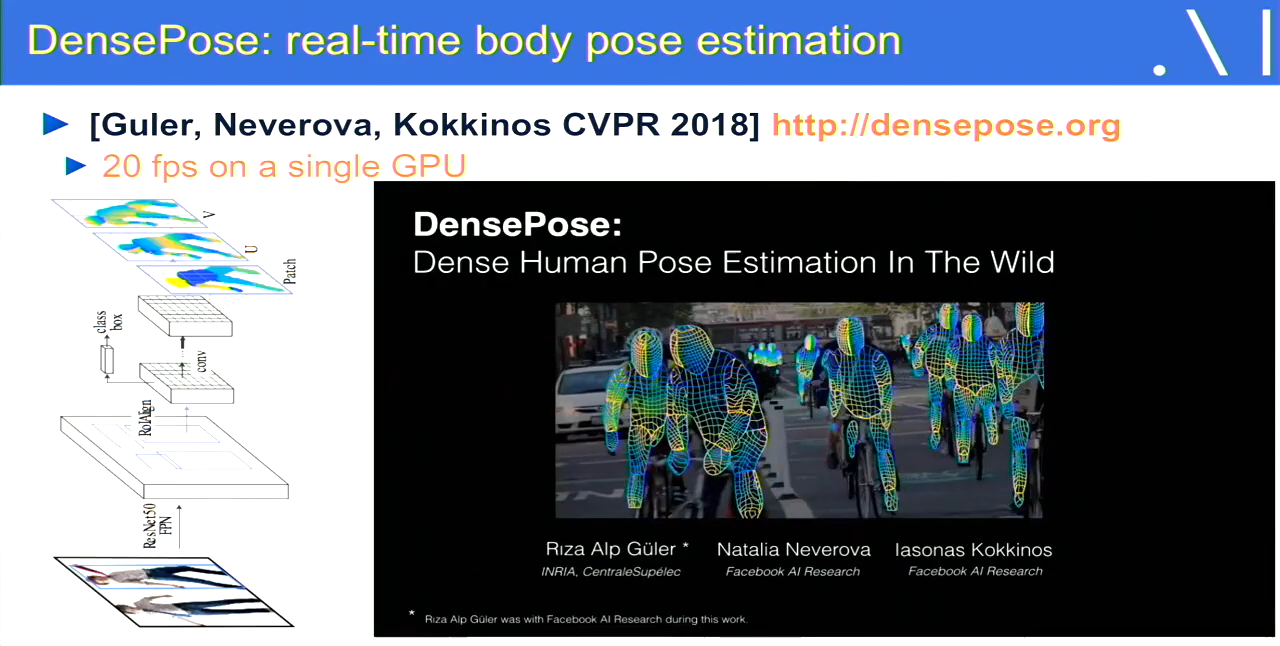 DensePose: real-time body pose estimation
[Guler, Neverova, Kokkinos CVPR 2018] http://densepose.org
20 fps on a single GPU
V
U
Patch
class
box
conv
RoIAlign
ResNet50
FPN
DensePose:
Dense Human Pose Estimation In The Wild
Rıza Alp Güler *
INRIA, CentraleSupélec
Natalia Neverova
Facebook AI Research
Iasonas Kokkinos
Facebook AI Research
* Rıza Alp Güler was with Facebook AI Research during this work.